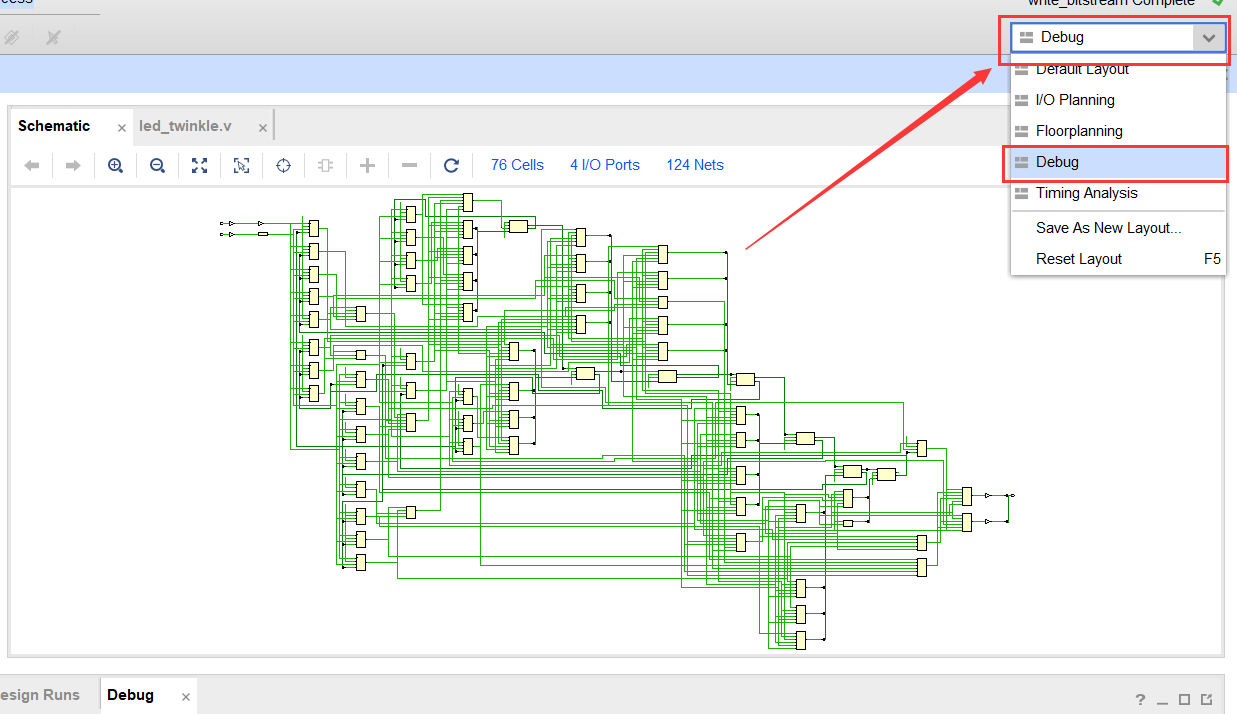 write_bitstream Complete
Debug
Default Layout
I/O Planning
Floorplanning
Debug
Timing Analysis
Save As New Layout...
Reset Layout F5
Schematic
led_twinkle.v
76 Cells 4 I/O Ports 124 Nets
esign Runs
Debug